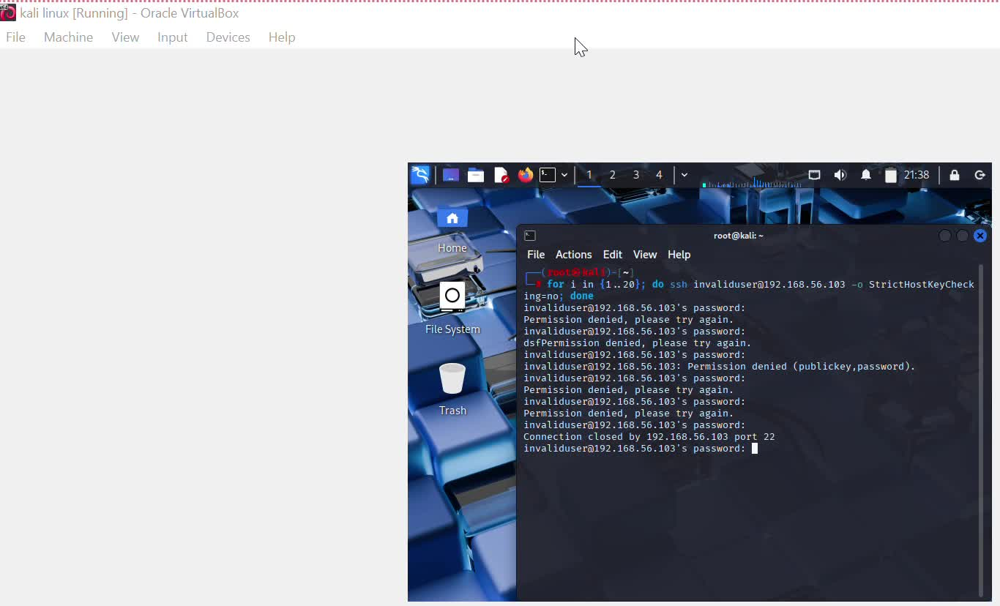 kali linux [Running] - Oracle VirtualBox
File Machine View Input Devices Help
1 2 3 4 21:38
Home
File System
Trash
root@kali: ~
File Actions Edit View Help
┌──(root㉿kali)-[~]
└─# for i in {1..20}; do ssh invaliduser@192.168.56.103 -o StrictHostKeyCheck
ing=no; done
invaliduser@192.168.56.103's password:
Permission denied, please try again.
invaliduser@192.168.56.103's password:
dsfPermission denied, please try again.
invaliduser@192.168.56.103's password:
invaliduser@192.168.56.103: Permission denied (publickey,password).
invaliduser@192.168.56.103's password:
Permission denied, please try again.
invaliduser@192.168.56.103's password:
Permission denied, please try again.
invaliduser@192.168.56.103's password:
Connection closed by 192.168.56.103 port 22
invaliduser@192.168.56.103's password: